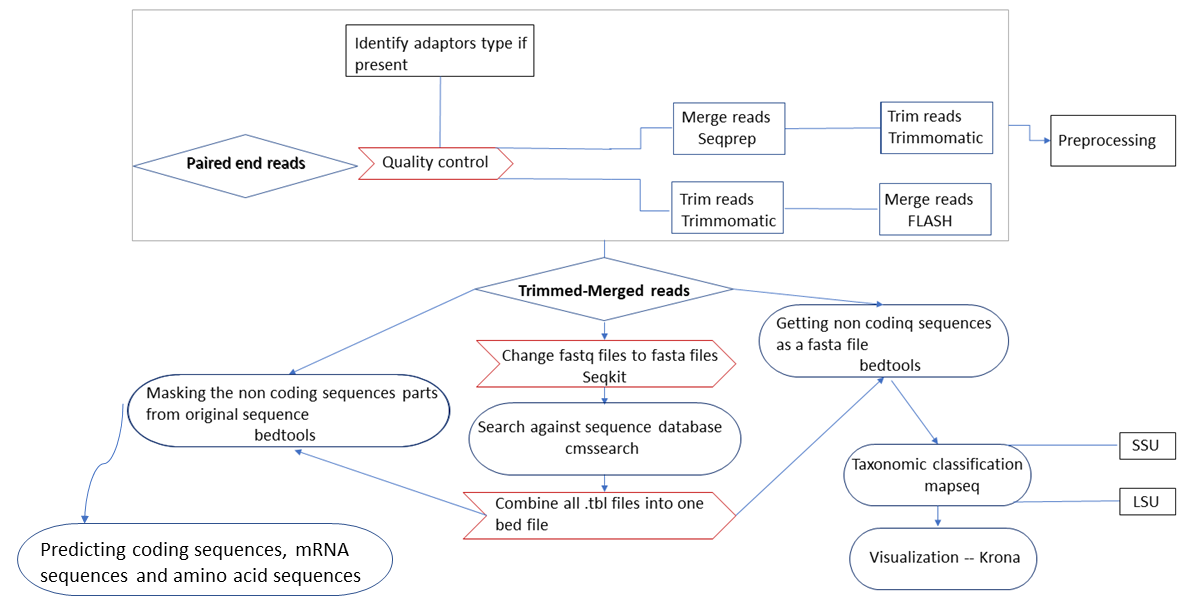 Identify adaptors type if
present
Paired end reads
Quality control
Merge reads
Seqprep
Trim reads
Trimmomatic
Trim reads
Trimmomatic
Merge reads
FLASH
Preprocessing
Trimmed-Merged reads
Change fastq files to fasta files
Seqkit
Search against sequence database
cmssearch
Combine all .tbl files into one
bed file
Masking the non coding sequences parts
from original sequence
bedtools
Predicting coding sequences, mRNA
sequences and amino acid sequences
Getting non codinq sequences
as a fasta file
bedtools
Taxonomic classification
mapseq
SSU
LSU
Visualization -- Krona